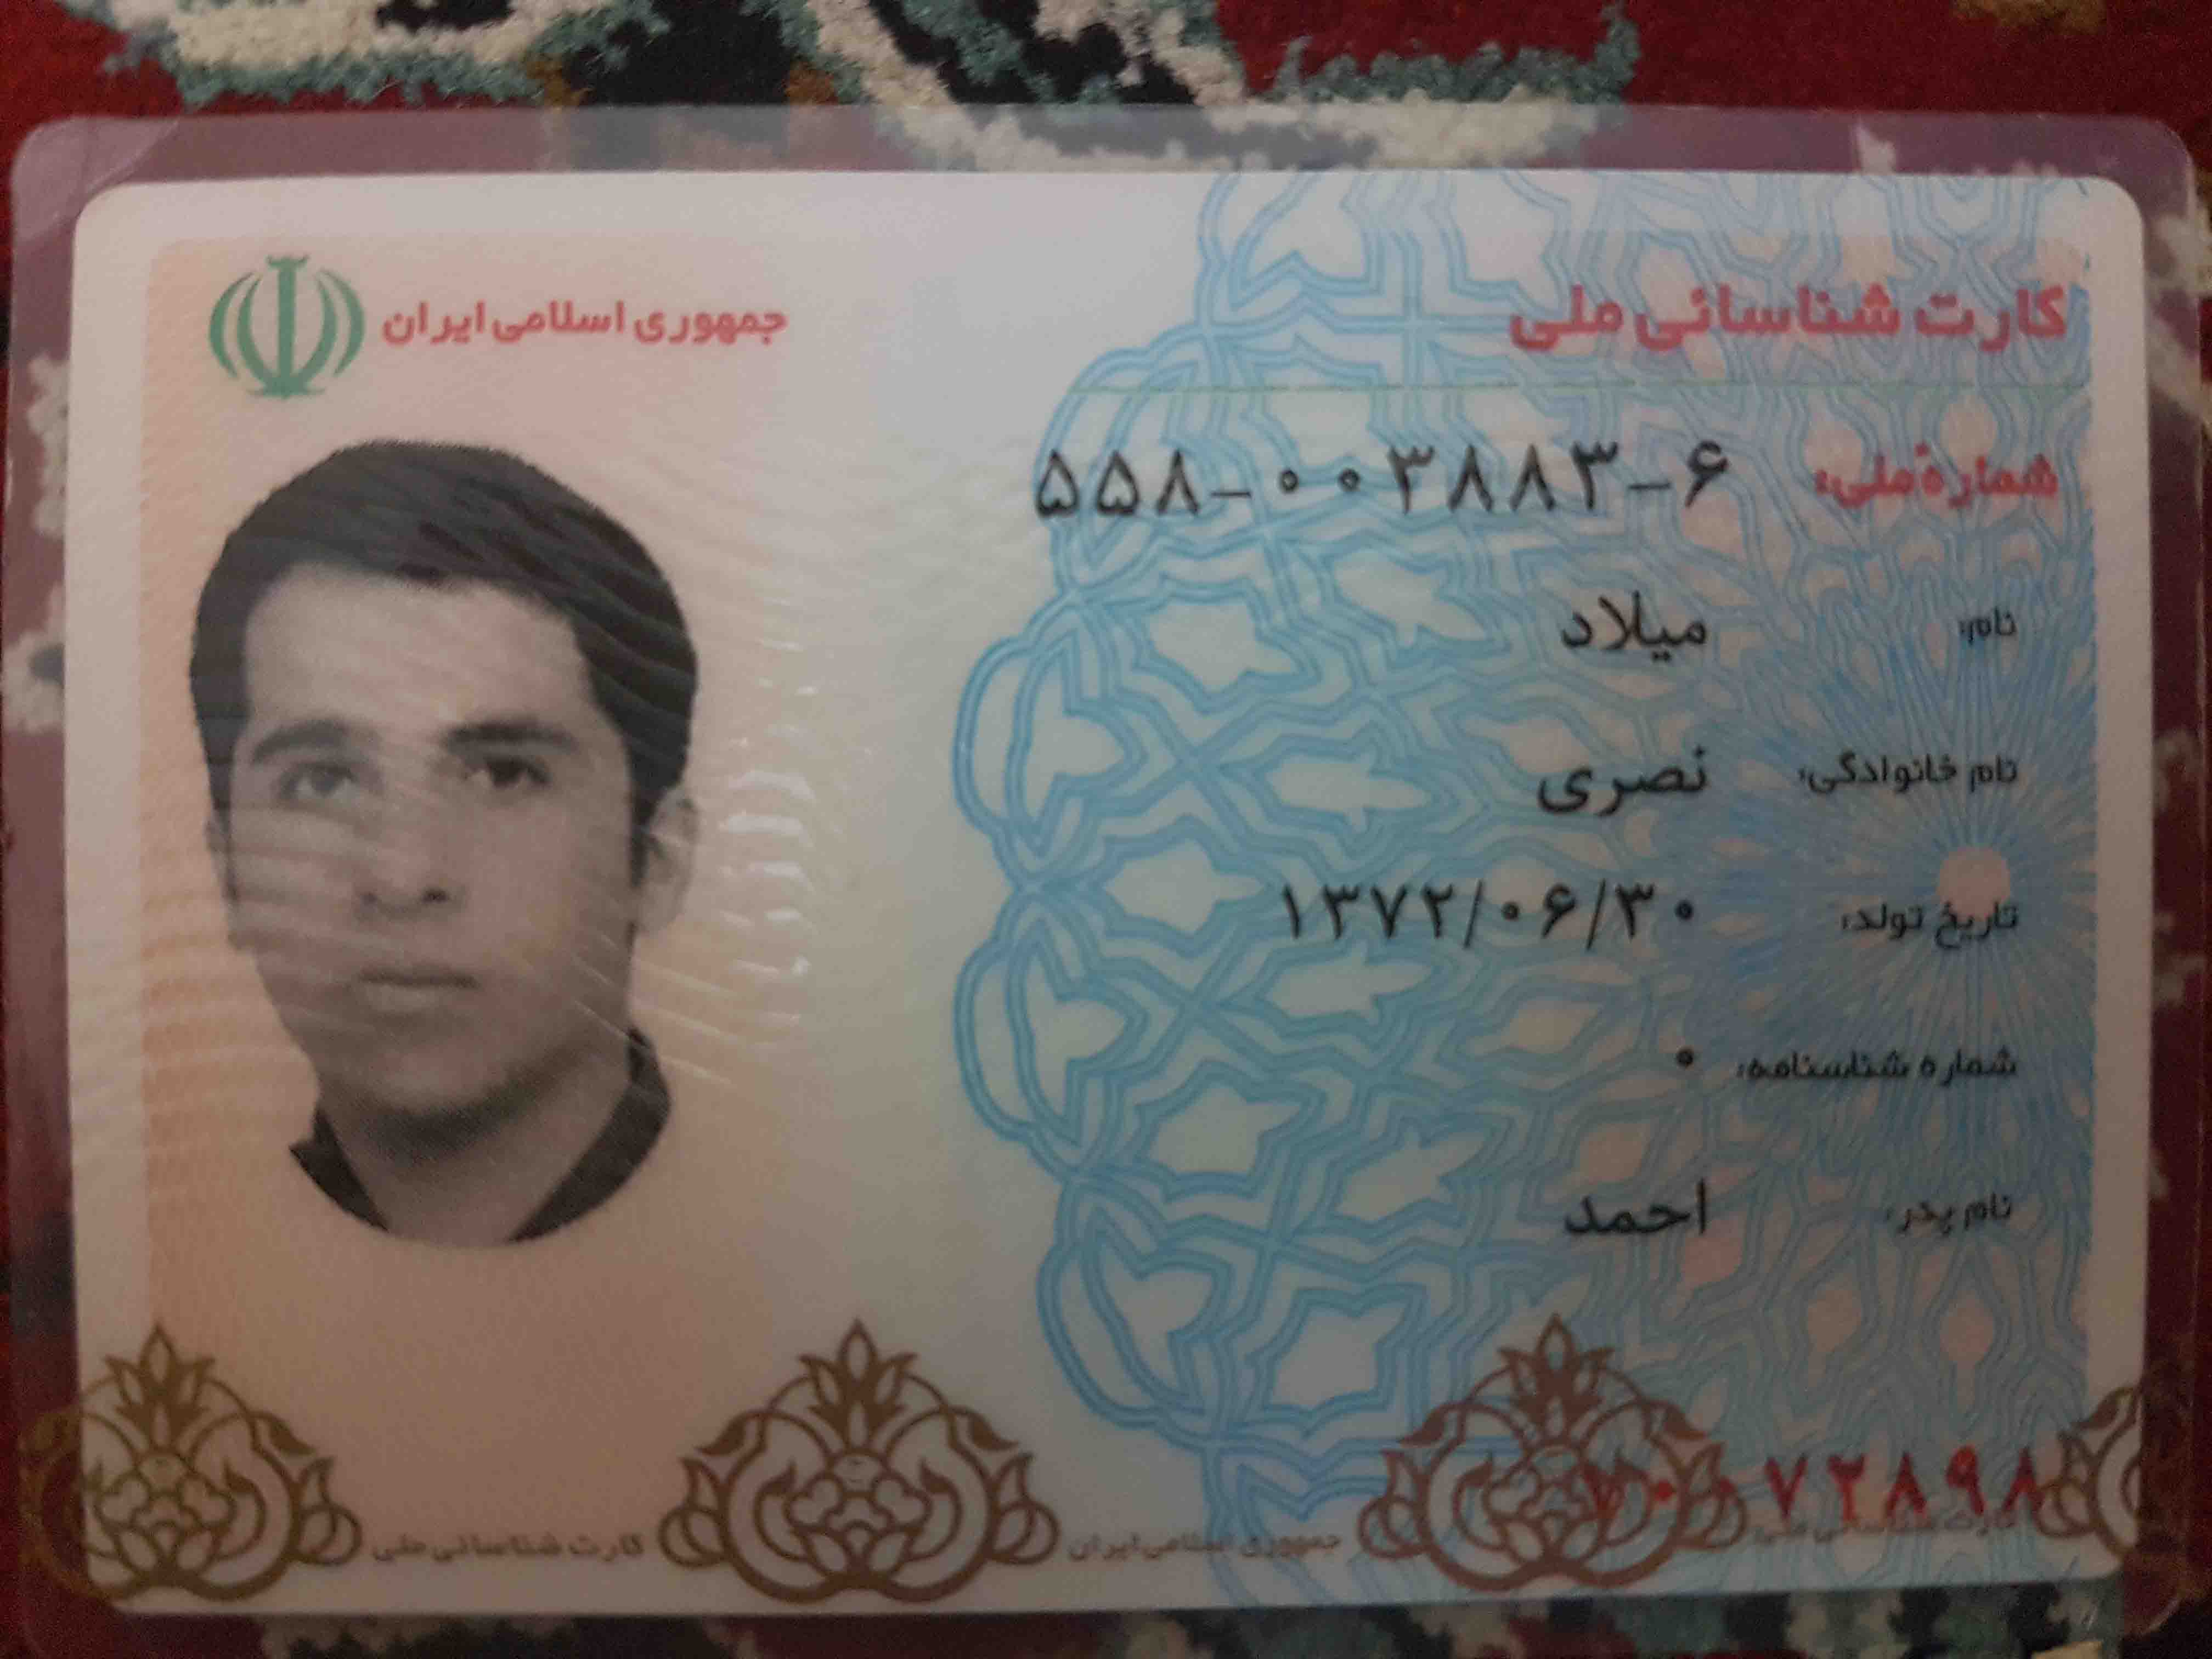 جمهوری اسلامی ایران
کارت شناسائی ملی
شماره ملی: ۵۵۸-۰۰۳۸۸۳-۶
نام: میلاد
نام خانوادگی: نصری
تاریخ تولد: ۱۳۷۲/۰۶/۳۰
شماره شناسنامه: ۰
نام پدر: احمد
کارت شناسائی ملی
جمهوری اسلامی ایران
کارت شناسائی ملی